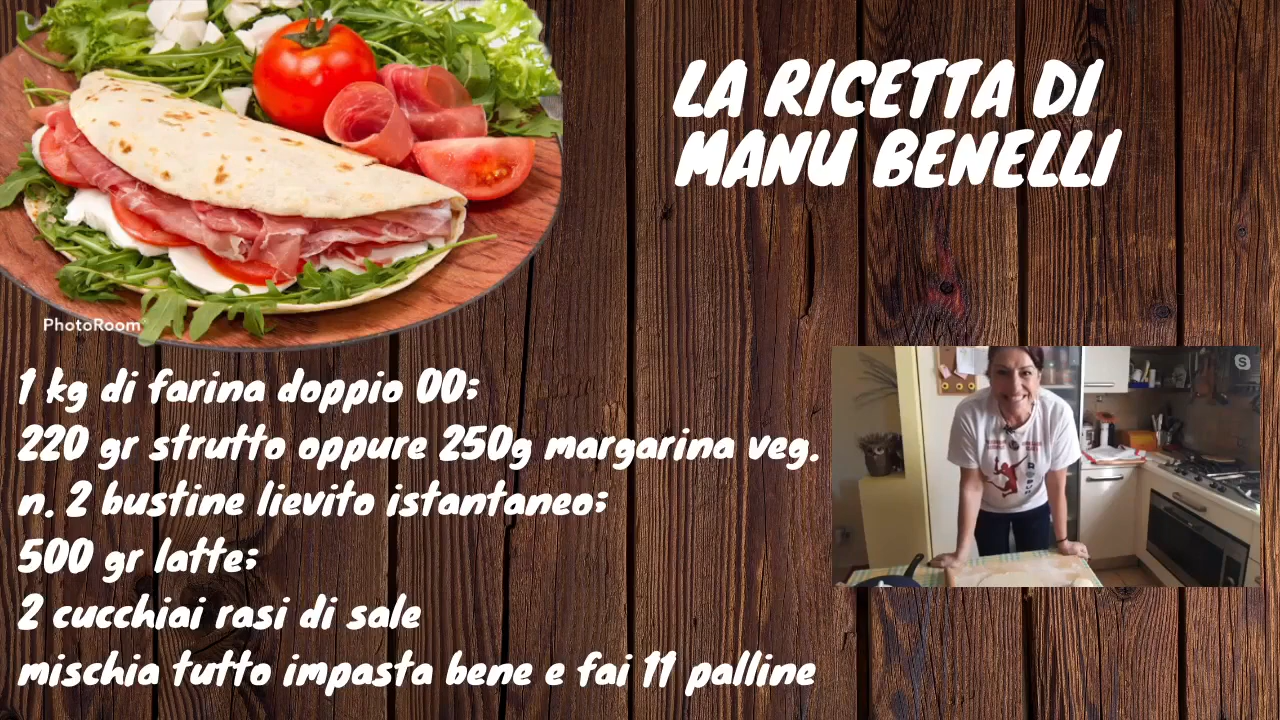 LA RICETTA DI
MANU BENELLI
PhotoRoom
1 kg di farina doppio 00;
220 gr strutto oppure 250g margarina veg.
n. 2 bustine lievito istantaneo;
500 gr latte;
2 cucchiai rasi di sale
mischia tutto impasta bene e fai 11 palline